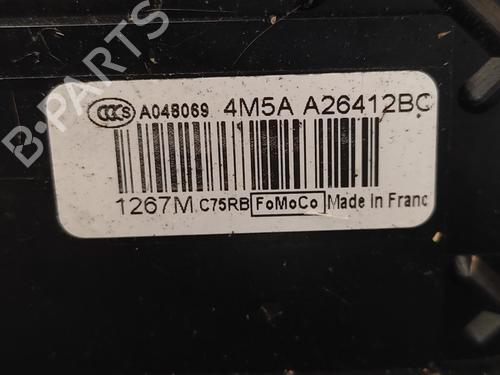 B-PARTS
CCC S A048069 4M5A A26412BC
1267M C75RB FoMoCo Made in Franc